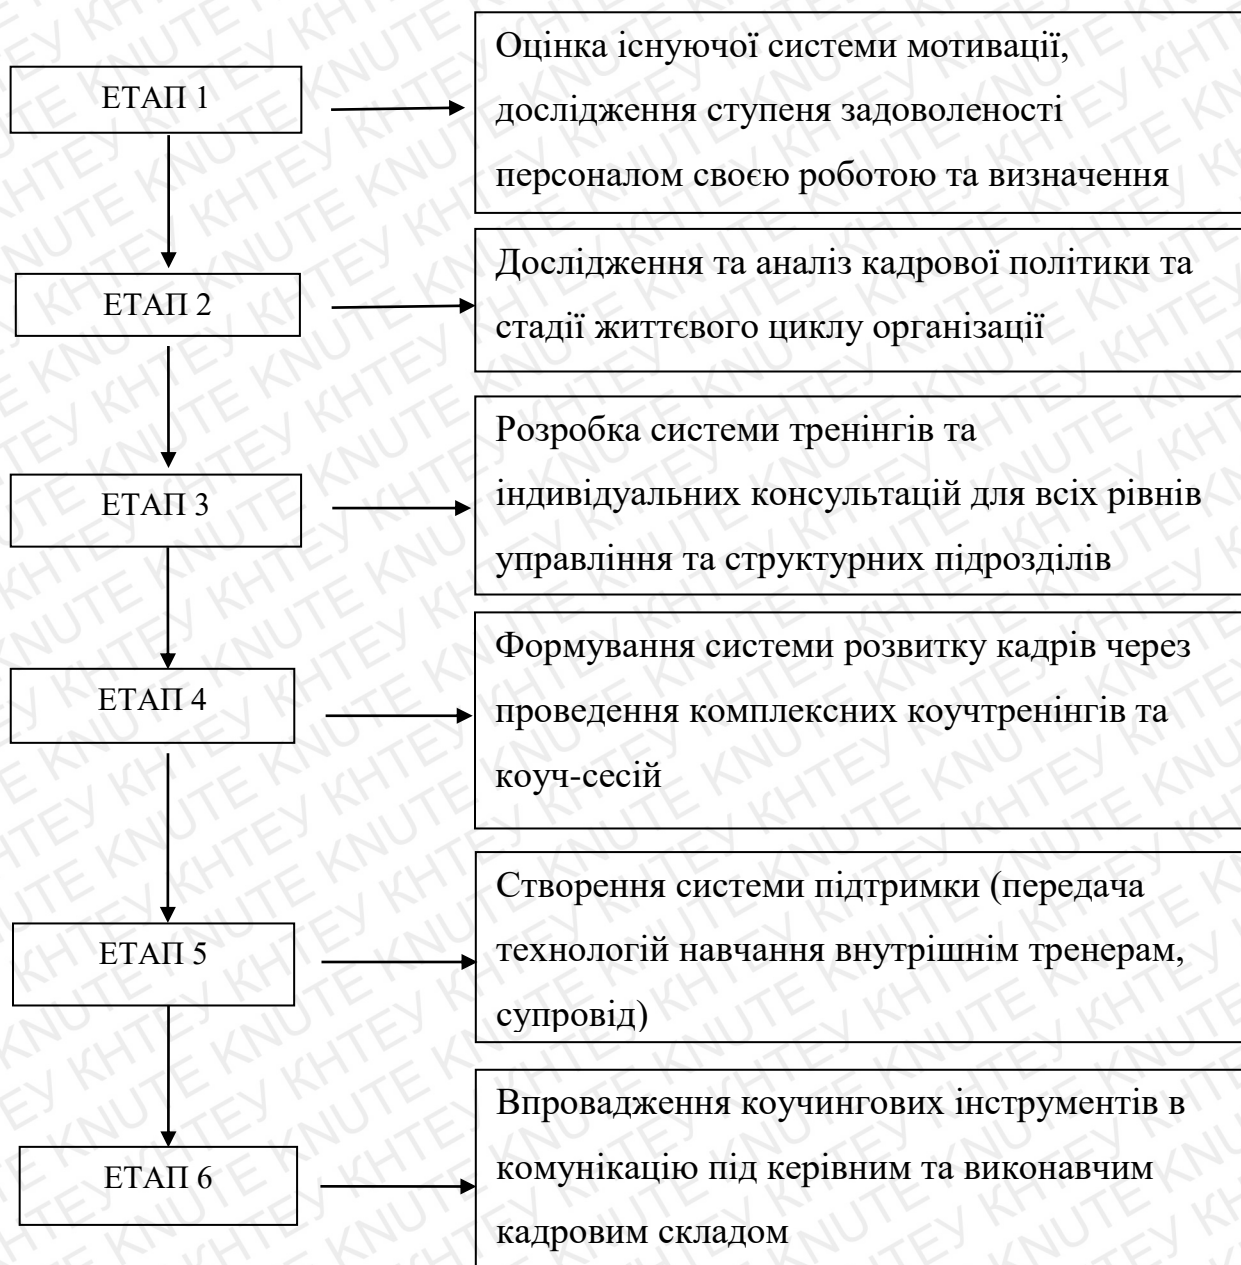 ЕТАП 1
Оцінка існуючої системи мотивації,
дослідження ступеня задоволеності
персоналом своєю роботою та визначення
ЕТАП 2
Дослідження та аналіз кадрової політики та
стадії життєвого циклу організації
ЕТАП 3
Розробка системи тренінгів та
індивідуальних консультацій для всіх рівнів
управління та структурних підрозділів
ЕТАП 4
Формування системи розвитку кадрів через
проведення комплексних коучтренінгів та
коуч-сесій
ЕТАП 5
Створення системи підтримки (передача
технологій навчання внутрішнім тренерам,
супровід)
ЕТАП 6
Впровадження коучингових інструментів в
комунікацію під керівним та виконавчим
кадровим складом